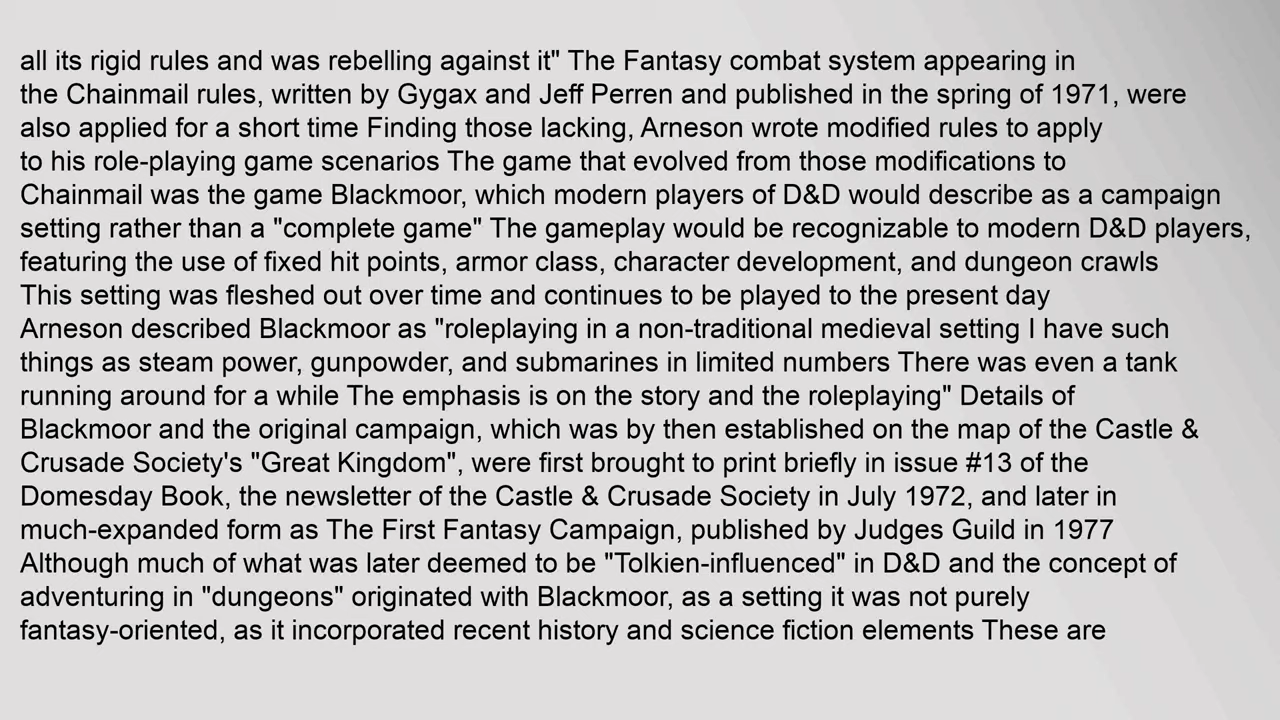 all its rigid rules and was rebelling against it" The Fantasy combat system appearing in
the Chainmail rules, written by Gygax and Jeff Perren and published in the spring of 1971, were
also applied for a short time Finding those lacking, Arneson wrote modified rules to apply
to his role-playing game scenarios The game that evolved from those modifications to
Chainmail was the game Blackmoor, which modern players of D&D would describe as a campaign
setting rather than a "complete game" The gameplay would be recognizable to modern D&D players,
featuring the use of fixed hit points, armor class, character development, and dungeon crawls
This setting was fleshed out over time and continues to be played to the present day
Arneson described Blackmoor as "roleplaying in a non-traditional medieval setting I have such
things as steam power, gunpowder, and submarines in limited numbers There was even a tank
running around for a while The emphasis is on the story and the roleplaying" Details of
Blackmoor and the original campaign, which was by then established on the map of the Castle &
Crusade Society's "Great Kingdom", were first brought to print briefly in issue #13 of the
Domesday Book, the newsletter of the Castle & Crusade Society in July 1972, and later in
much-expanded form as The First Fantasy Campaign, published by Judges Guild in 1977
Although much of what was later deemed to be "Tolkien-influenced" in D&D and the concept of
adventuring in "dungeons" originated with Blackmoor, as a setting it was not purely
fantasy-oriented, as it incorporated recent history and science fiction elements These are